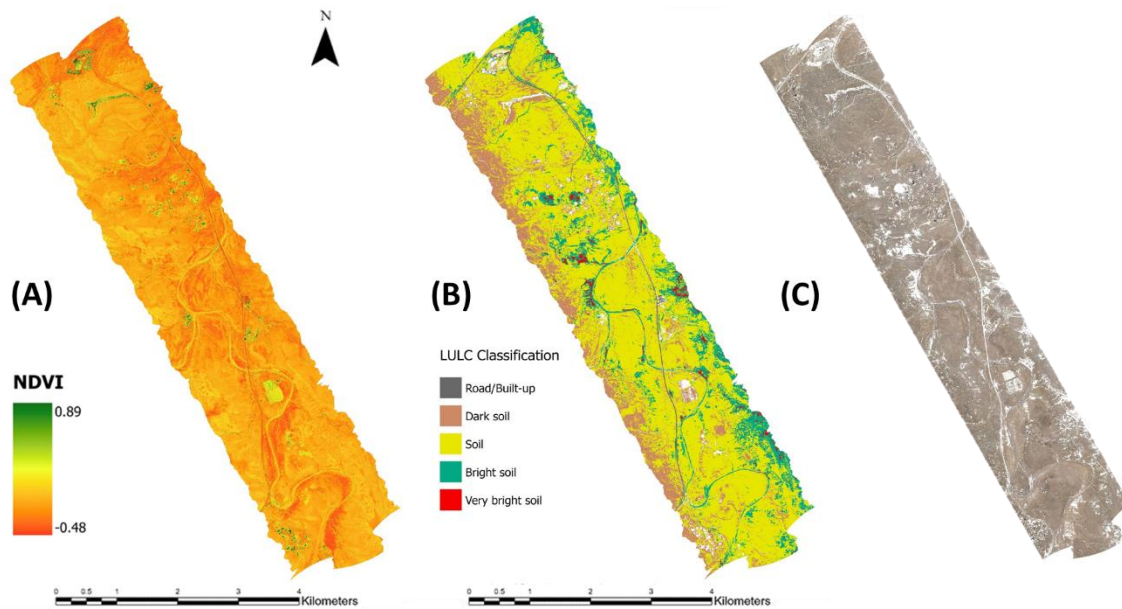 N
(A)
(B)
(C)
NDVI
0.89
-0.48
LULC Classification
Road/Built-up
Dark soil
Soil
Bright soil
Very bright soil
0 0.5 1 2 3 4
Kilometers
0 0.5 1 2 3 4
Kilometers